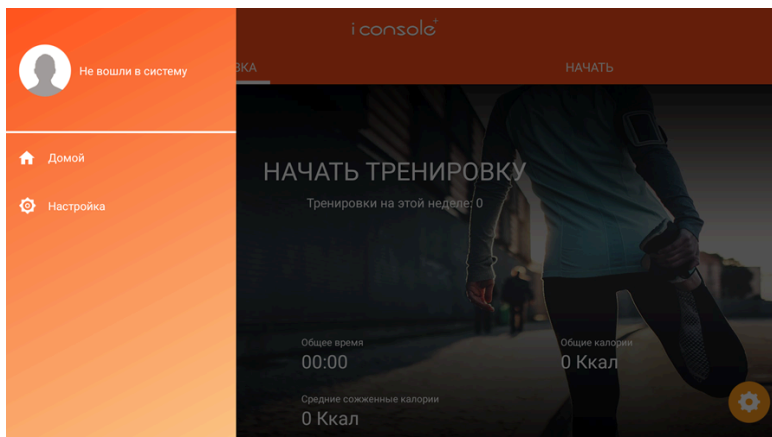 iconsole+
Не вошли в систему
ВКА
НАЧАТЬ
Домой
НАЧАТЬ ТРЕНИРОВКУ
Настройка
Тренировки на этой неделе: 0
Общее время
Общие калории
00:00
0 Ккал
Средние сожженные калории
0 Ккал